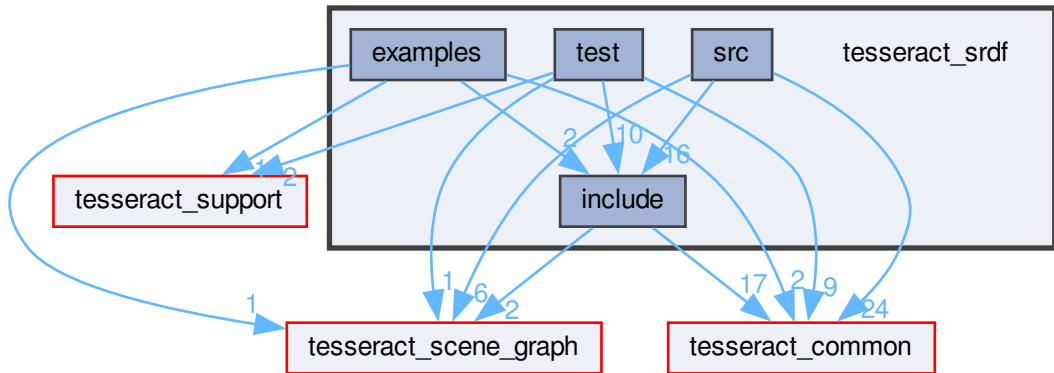 examples
test
src
tesseract_srdf
2
10
16
1
2
tesseract_support
include
1
1
6
2
17
2
9
24
tesseract_scene_graph
tesseract_common